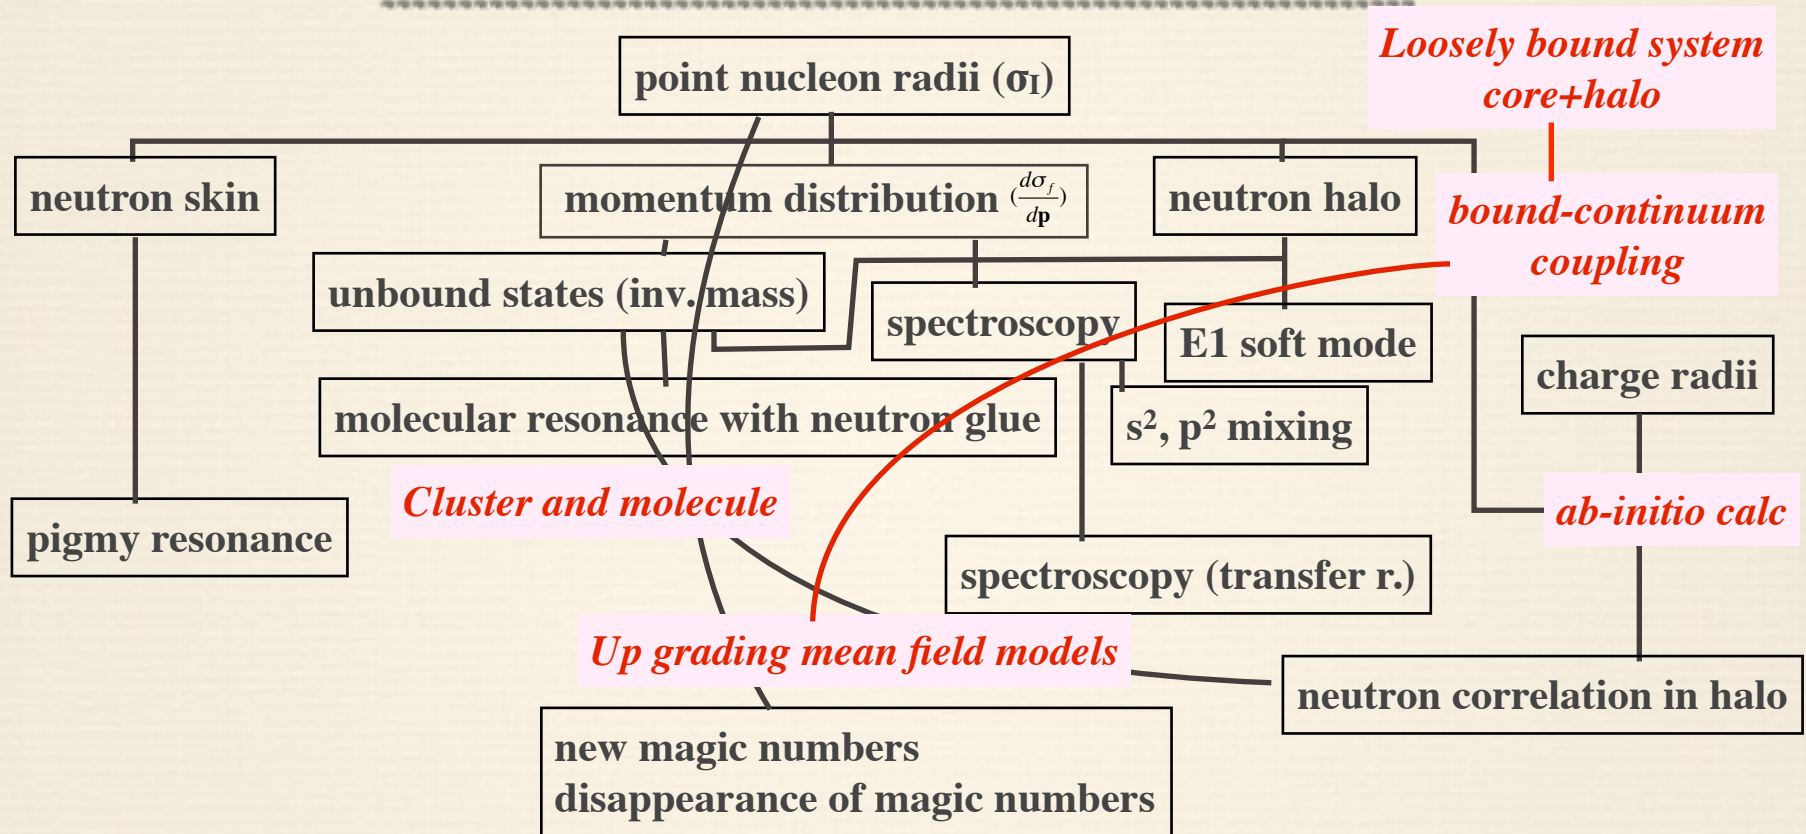 Loosely bound system
core+halo
point nucleon radii (σI)
neutron skin
momentum distribution (dσf/dp)
neutron halo
bound-continuum
coupling
unbound states (inv. mass)
spectroscopy
E1 soft mode
charge radii
molecular resonance with neutron glue
s², p² mixing
Cluster and molecule
ab-initio calc
pigmy resonance
spectroscopy (transfer r.)
Up grading mean field models
neutron correlation in halo
new magic numbers
disappearance of magic numbers